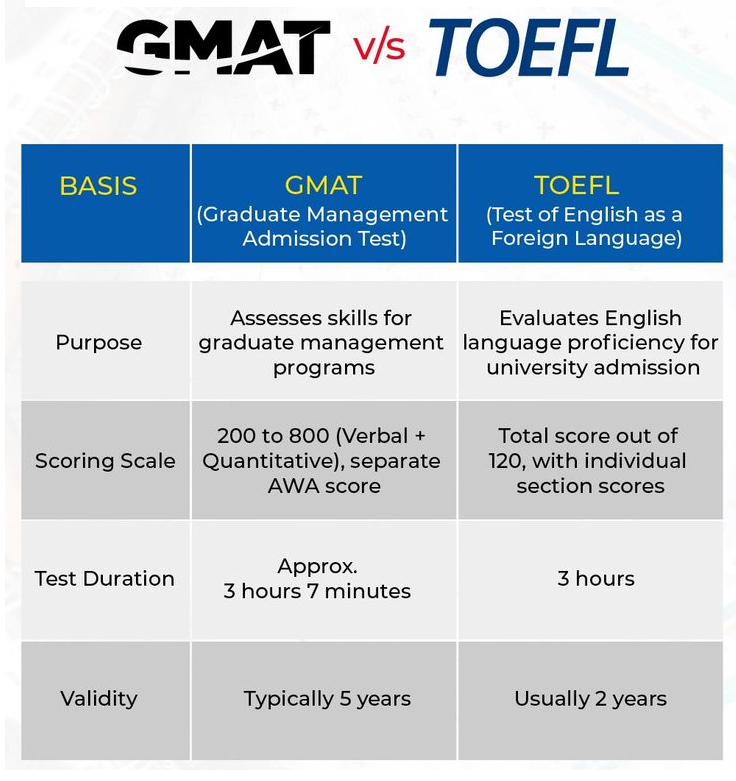 GMAT v/s TOEFL
BASIS
GMAT
(Graduate Management
Admission Test)
TOEFL
(Test of English as a
Foreign Language)
Purpose
Assesses skills for
graduate management
programs
Evaluates English
language proficiency for
university admission
Scoring Scale
200 to 800 (Verbal +
Quantitative), separate
AWA score
Total score out of
120, with individual
section scores
Test Duration
Approx.
3 hours 7 minutes
3 hours
Validity
Typically 5 years
Usually 2 years